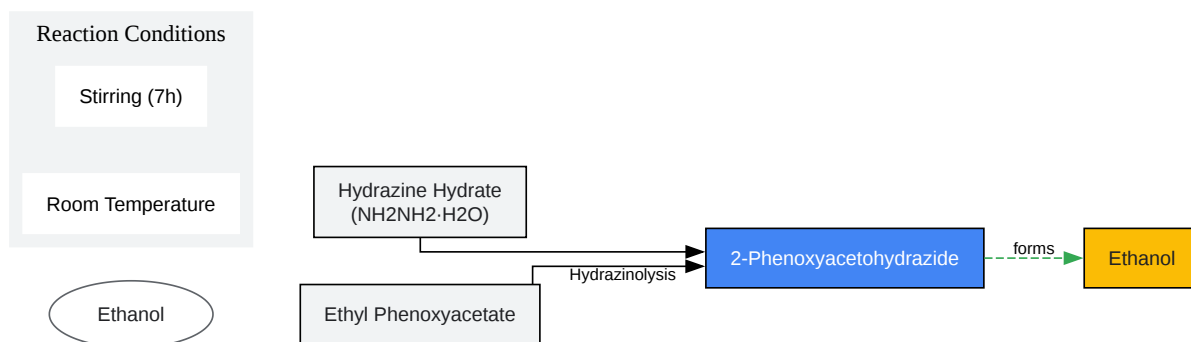 Reaction Conditions
Stirring (7h)
Room Temperature
Ethanol
Hydrazine Hydrate
(NH2NH2·H2O)
Hydrazinolysis
Ethyl Phenoxyacetate
2-Phenoxyacetohydrazide
forms
Ethanol